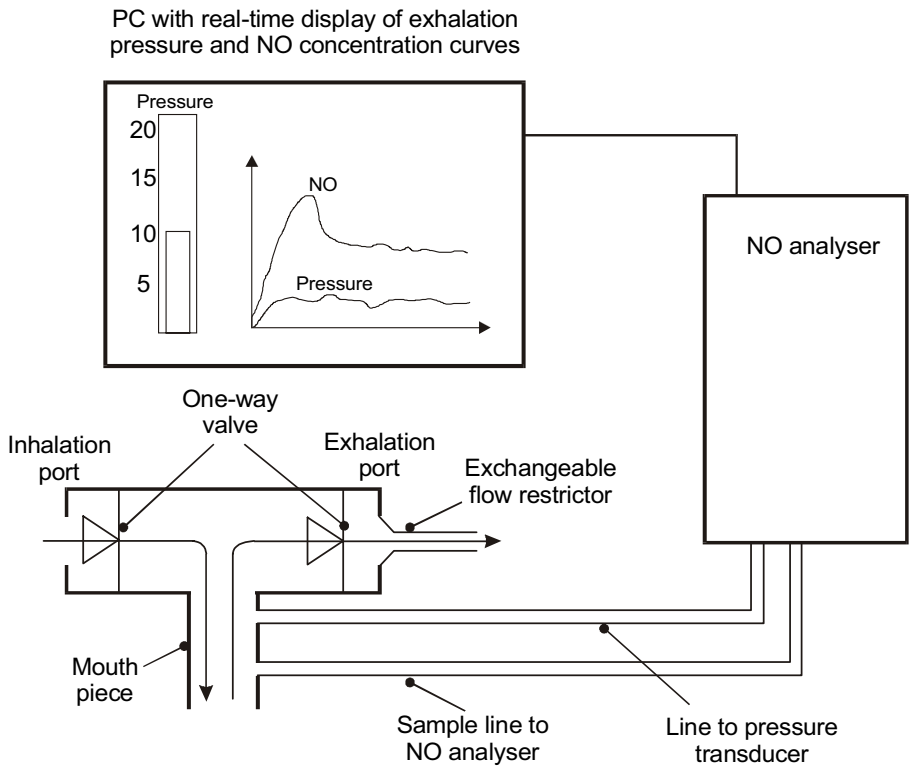 PC with real-time display of exhalation
pressure and NO concentration curves
Pressure
20
15
10
5
NO
Pressure
NO analyser
One-way
valve
Inhalation
port
Exhalation
port
Exchangeable
flow restrictor
Mouth
piece
Sample line to
NO analyser
Line to pressure
transducer